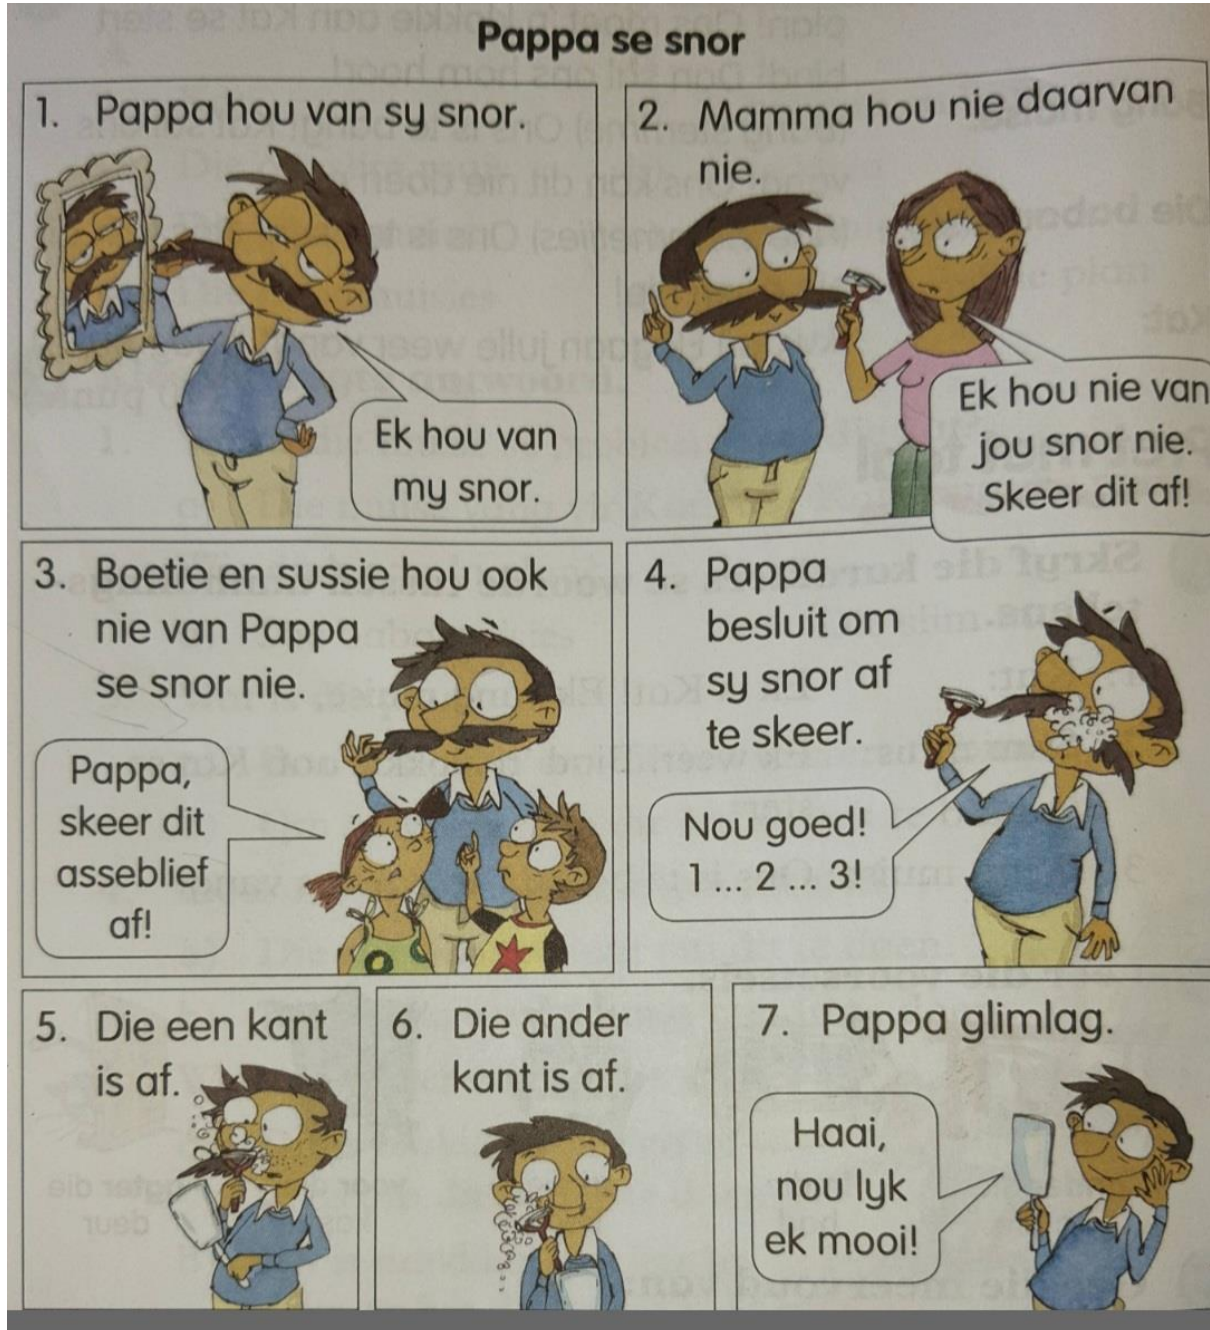 Pappa se snor
1. Pappa hou van sy snor.
Ek hou van
my snor.
2. Mamma hou nie daarvan
nie.
Ek hou nie van
jou snor nie.
Skeer dit af!
3. Boetie en sussie hou ook
nie van Pappa
se snor nie.
Pappa,
skeer dit
asseblief
af!
4. Pappa
besluit om
sy snor af
te skeer.
Nou goed!
1 ... 2 ... 3!
5. Die een kant
is af.
6. Die ander
kant is af.
7. Pappa glimlag.
Haai,
nou lyk
ek mooi!